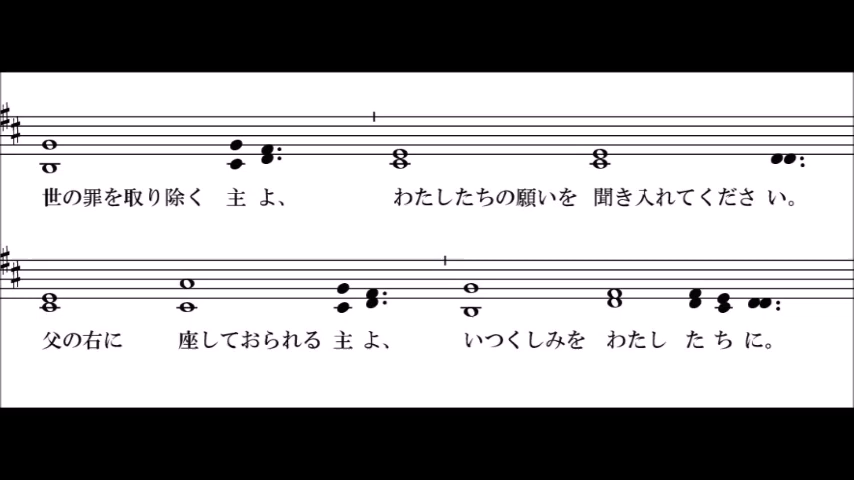 世の罪を取り除く 主 よ、 わたしたちの願いを 聞き入れてくださ い。
父の右に 座しておられる 主 よ、 いつくしみを わたし た ち に。